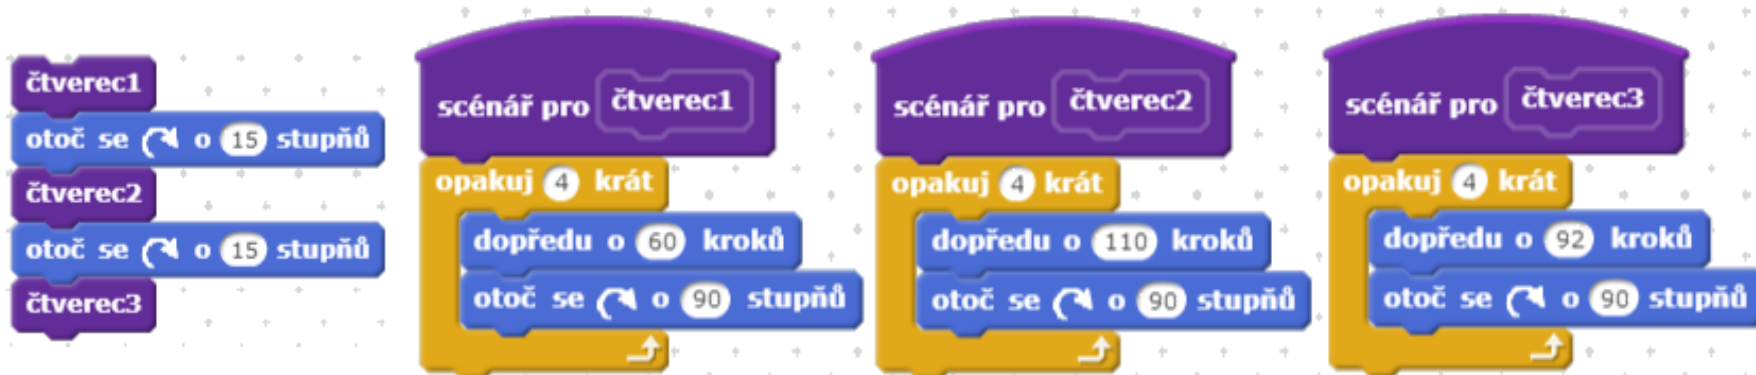 čtverec1
otoč se ↻ o 15 stupňů
čtverec2
otoč se ↻ o 15 stupňů
čtverec3
scénář pro čtverec1
opakuj 4 krát
dopředu o 60 kroků
otoč se ↻ o 90 stupňů
scénář pro čtverec2
opakuj 4 krát
dopředu o 110 kroků
otoč se ↻ o 90 stupňů
scénář pro čtverec3
opakuj 4 krát
dopředu o 92 kroků
otoč se ↻ o 90 stupňů